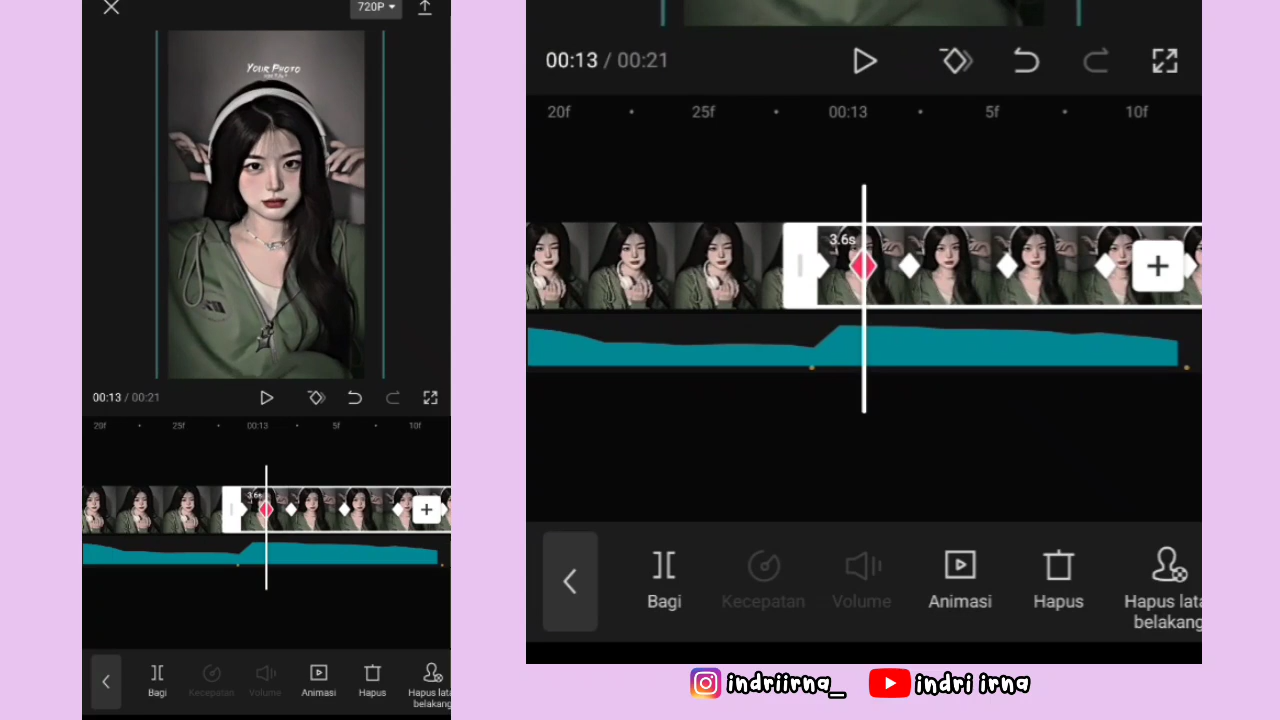 720P
YOUR PHOTO
00:13 / 00:21
20f
25f
00:13
5f
10f
3.6s
Bagi
Kecepatan
Volume
Animasi
Hapus
Hapus lata
belakang
00:13 / 00:21
20f
25f
00:13
5f
10f
3.6s
Bagi
Kecepatan
Volume
Animasi
Hapus
Hapus lata
belakang
indriirna_
indri irna